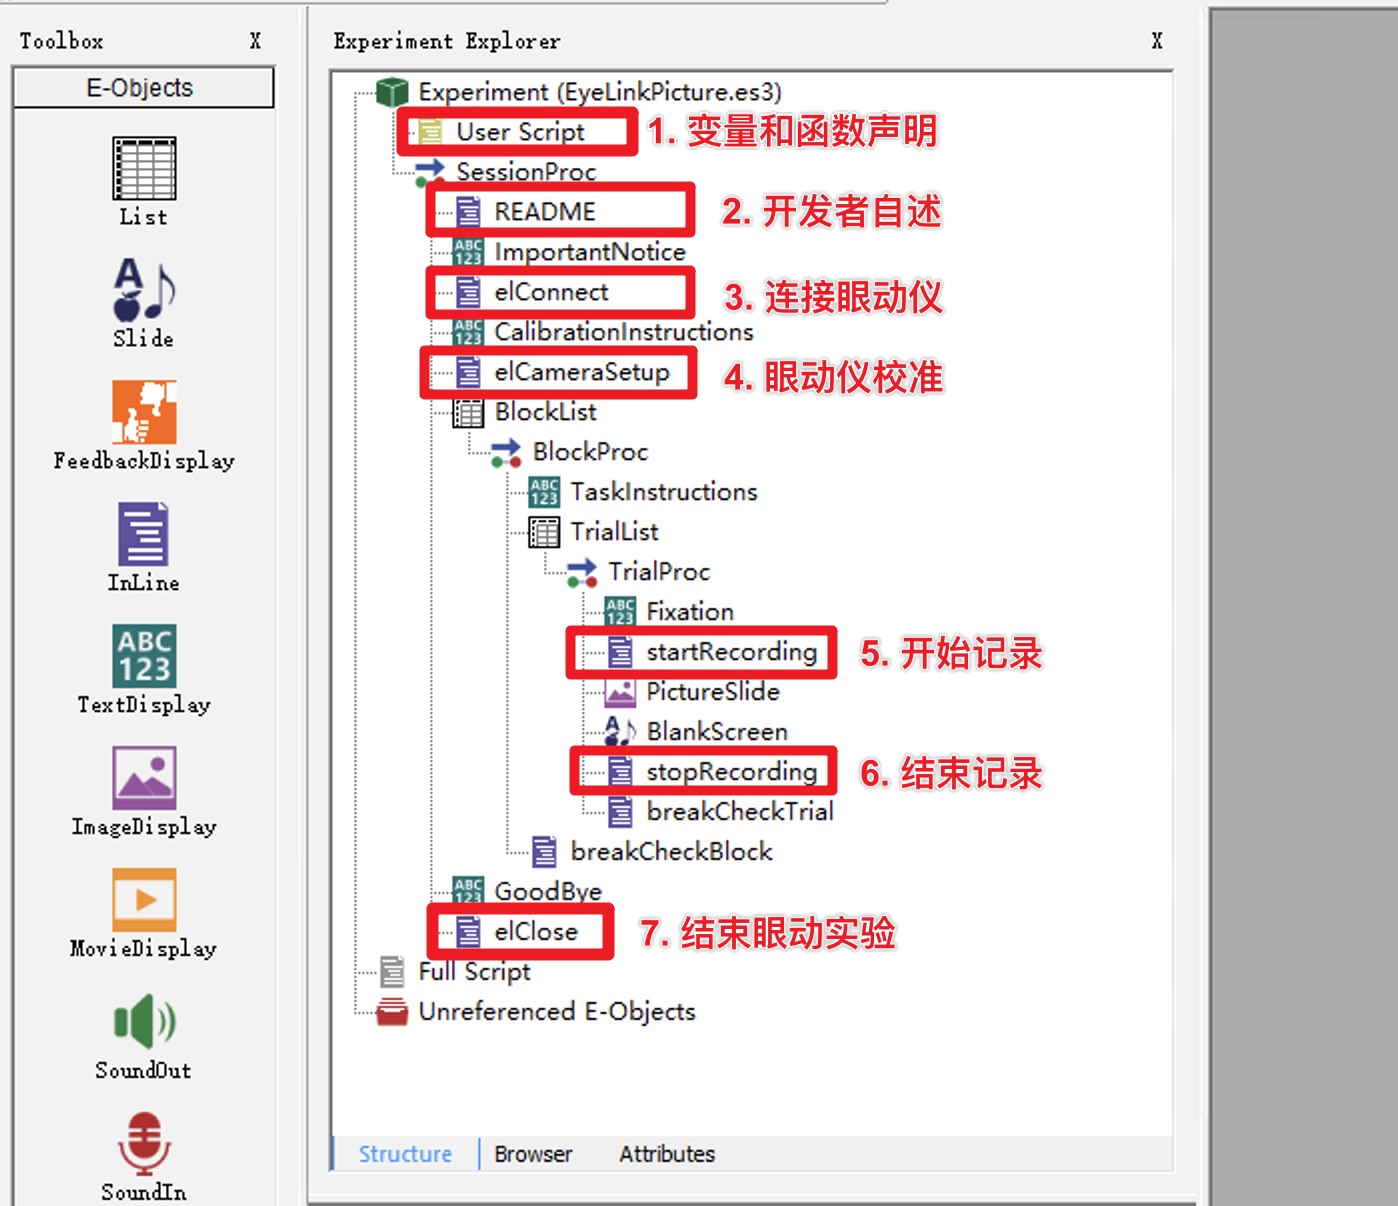 Toolbox X
E-Objects
List
Slide
FeedbackDisplay
InLine
ABC
123
TextDisplay
ImageDisplay
MovieDisplay
SoundOut
SoundIn
Experiment Explorer X
Experiment (EyeLinkPicture.es3)
User Script 1. 变量和函数声明
SessionProc
README 2. 开发者自述
ABC
123 ImportantNotice
elConnect 3. 连接眼动仪
ABC
123 CalibrationInstructions
elCameraSetup 4. 眼动仪校准
BlockList
BlockProc
ABC
123 TaskInstructions
TrialList
TrialProc
ABC
123 Fixation
startRecording 5. 开始记录
PictureSlide
BlankScreen
stopRecording 6. 结束记录
breakCheckTrial
breakCheckBlock
ABC
123 GoodBye
elClose 7. 结束眼动实验
Full Script
Unreferenced E-Objects
Structure Browser Attributes